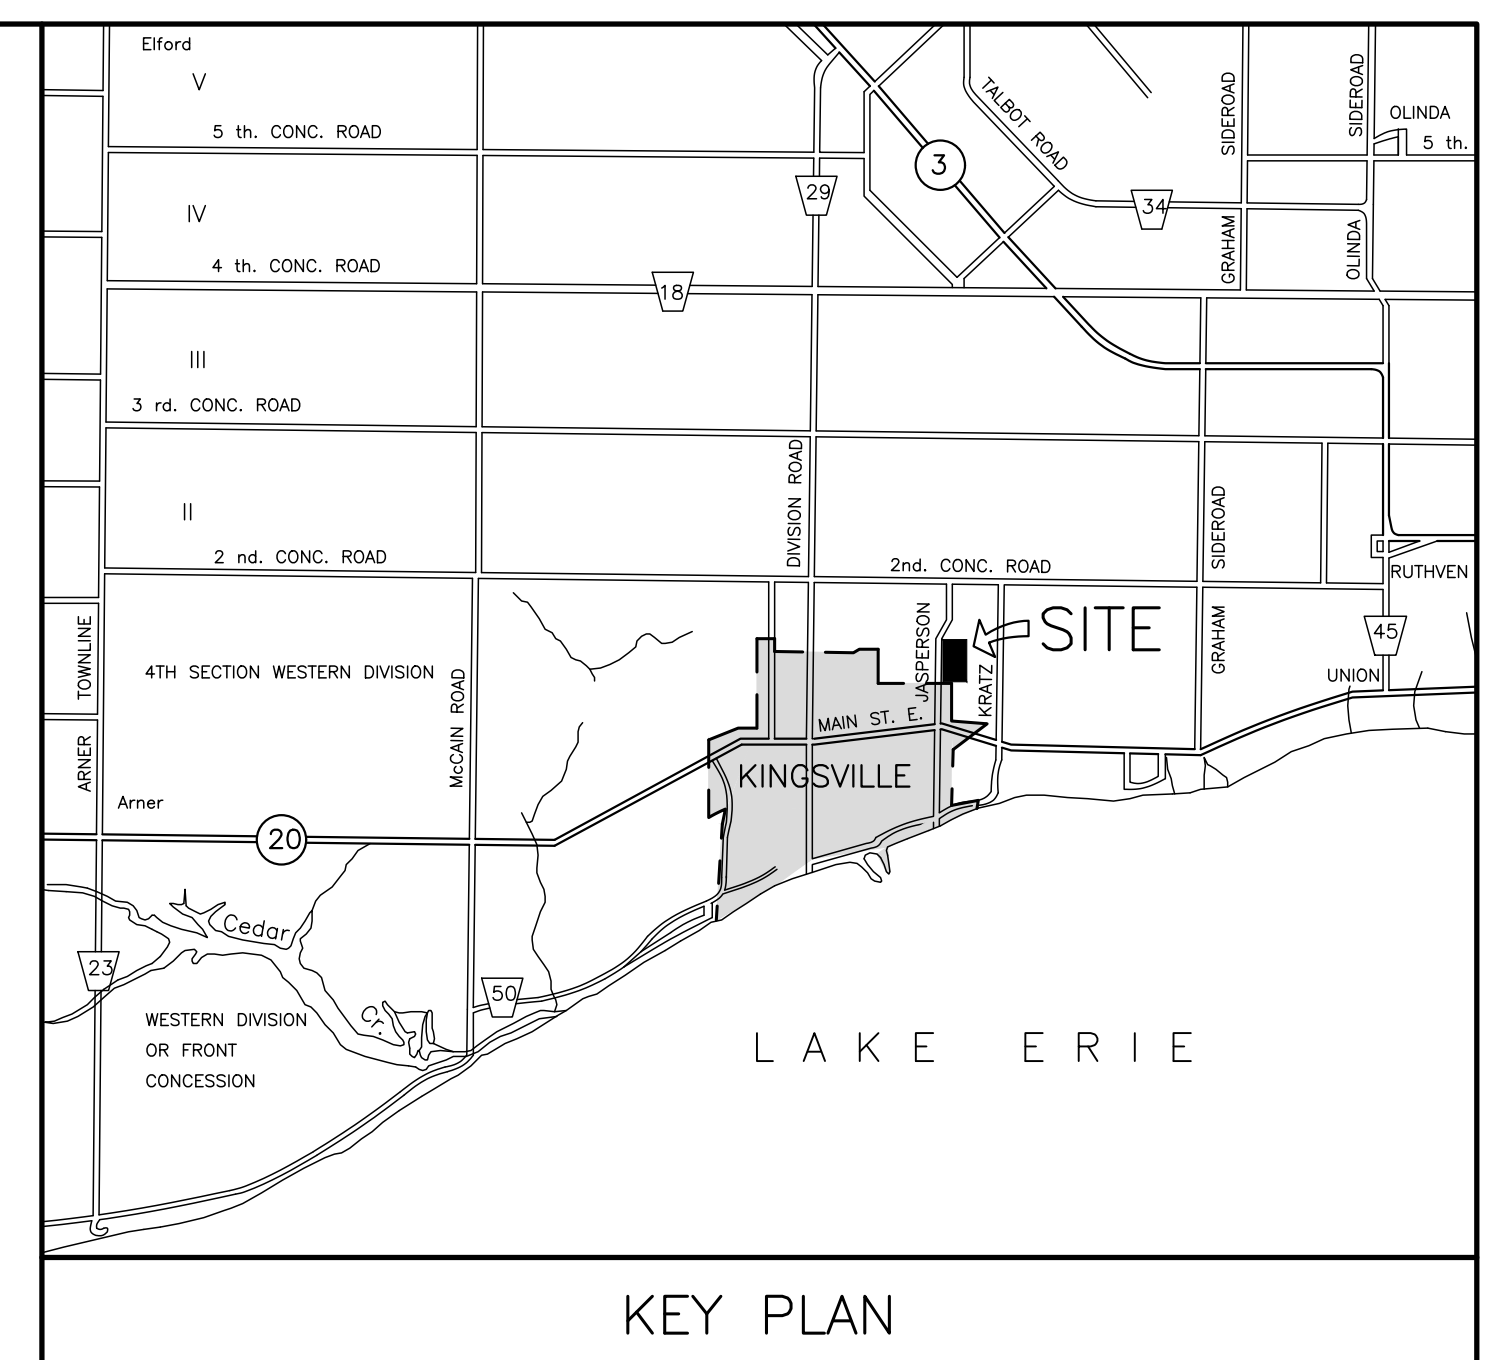 Elford
V
5 th. CONC. ROAD
TALBOT ROAD
SIDEROAD
SIDEROAD
OLINDA
5 th.
3
29
34
IV
GRAHAM
OLINDA
4 th. CONC. ROAD
18
III
3 rd. CONC. ROAD
DIVISION ROAD
II
SIDEROAD
2 nd. CONC. ROAD
2nd. CONC. ROAD
RUTHVEN
JASPERSON
SITE
TOWNLINE
GRAHAM
45
4TH SECTION WESTERN DIVISION
McCAIN ROAD
KRATZ
UNION
MAIN ST. E.
ARNER
KINGSVILLE
Arner
20
Cedar
Cr.
23
50
WESTERN DIVISION
OR FRONT
CONCESSION
LAKE ERIE
KEY PLAN